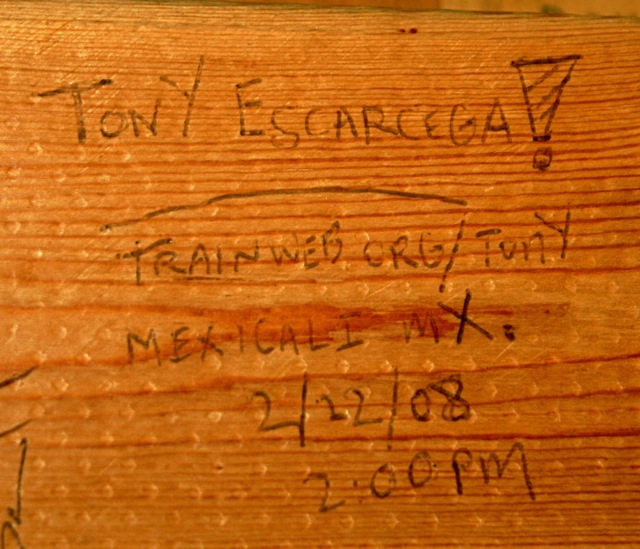 TONY ESCARCEGA!
TRAINWEB ORG/TONY
MEXICALI MX.
2/22/08
2:00PM